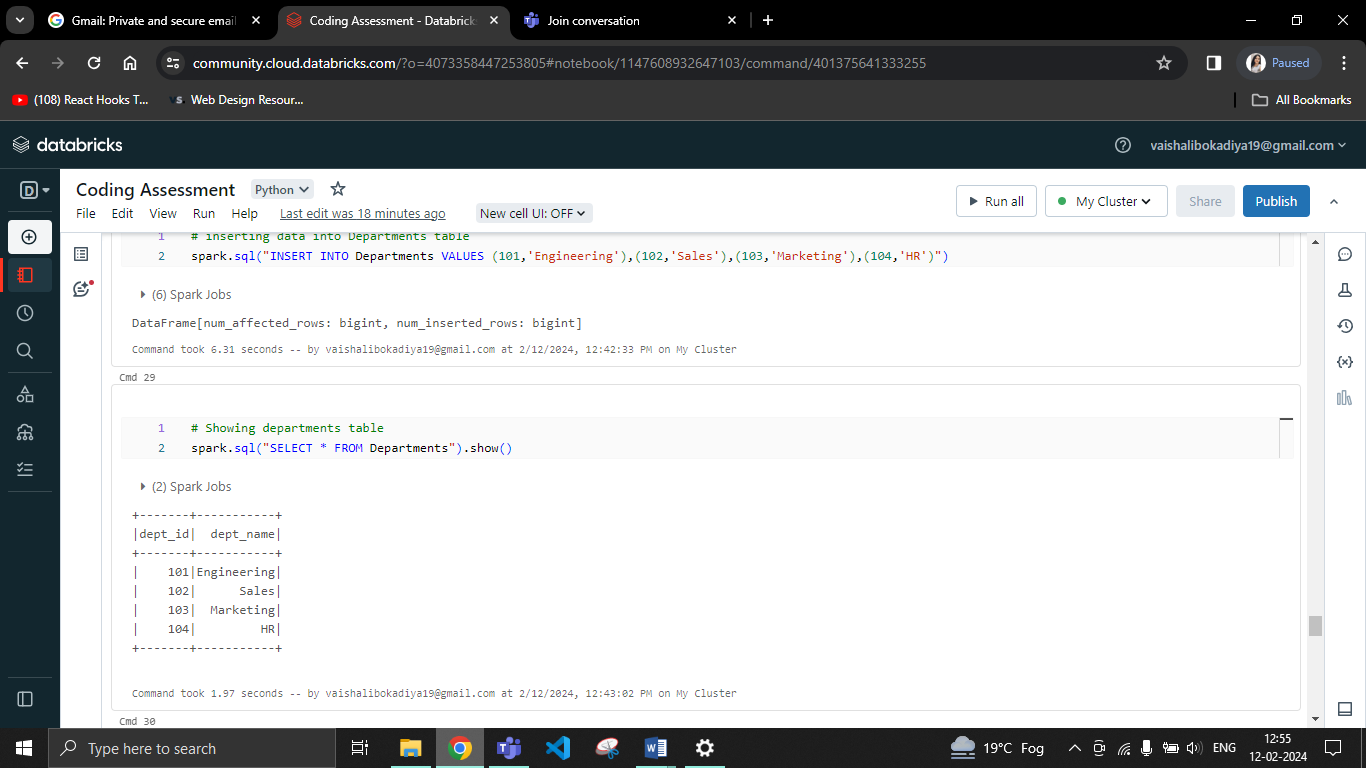 Gmail: Private and secure email
Coding Assessment - Databricks
Join conversation
community.cloud.databricks.com/?o=4073358447253805#notebook/1147608932647103/command/401375641333255
Paused
(108) React Hooks T...
VS
Web Design Resour...
All Bookmarks
databricks
vaishalibokadiya19@gmail.com
D
Coding Assessment
Python
File Edit View Run Help Last edit was 18 minutes ago New cell UI: OFF
Run all
My Cluster
Share
Publish
1 # inserting data into Departments table
2 spark.sql("INSERT INTO Departments VALUES (101,'Engineering'),(102,'Sales'),(103,'Marketing'),(104,'HR')")
(6) Spark Jobs
DataFrame[num_affected_rows: bigint, num_inserted_rows: bigint]
Command took 6.31 seconds -- by vaishalibokadiya19@gmail.com at 2/12/2024, 12:42:33 PM on My Cluster
Cmd 29
1 # Showing departments table
2 spark.sql("SELECT * FROM Departments").show()
(2) Spark Jobs
+-------+-----------+
|dept_id|  dept_name|
+-------+-----------+
|    101|Engineering|
|    102|      Sales|
|    103|  Marketing|
|    104|         HR|
+-------+-----------+
Command took 1.97 seconds -- by vaishalibokadiya19@gmail.com at 2/12/2024, 12:43:02 PM on My Cluster
Cmd 30
Type here to search
19°C Fog
ENG
12:55
12-02-2024